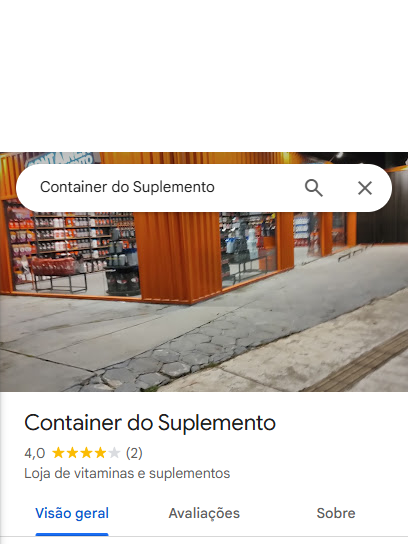 Container do Suplemento
Container do Suplemento
4,0 (2)
Loja de vitaminas e suplementos
Visão geral
Avaliações
Sobre